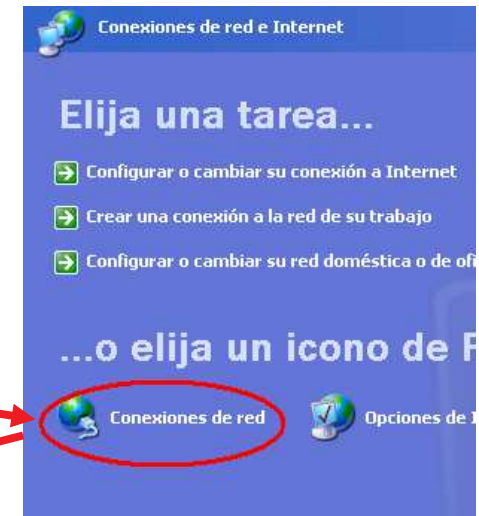 Conexiones de red e Internet
Elija una tarea...
Configurar o cambiar su conexión a Internet
Crear una conexión a la red de su trabajo
Configurar o cambiar su red doméstica o de ofi
...o elija un icono de
Conexiones de red
Opciones de